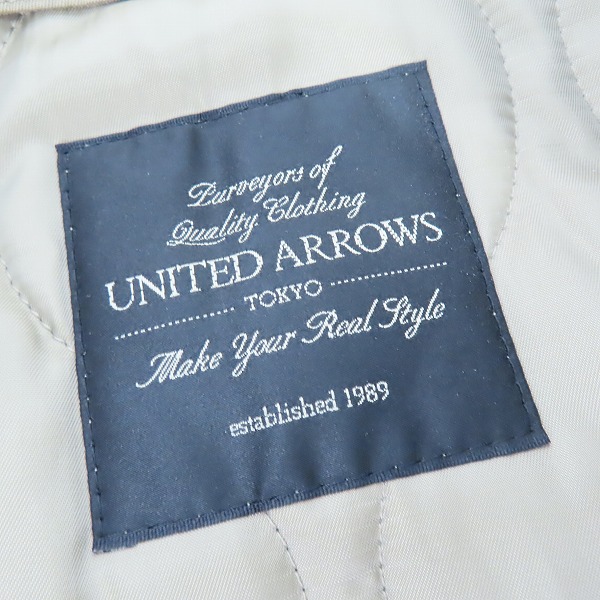 Purveyors of
Quality Clothing
UNITED ARROWS
TOKYO
Make Your Real Style
established 1989